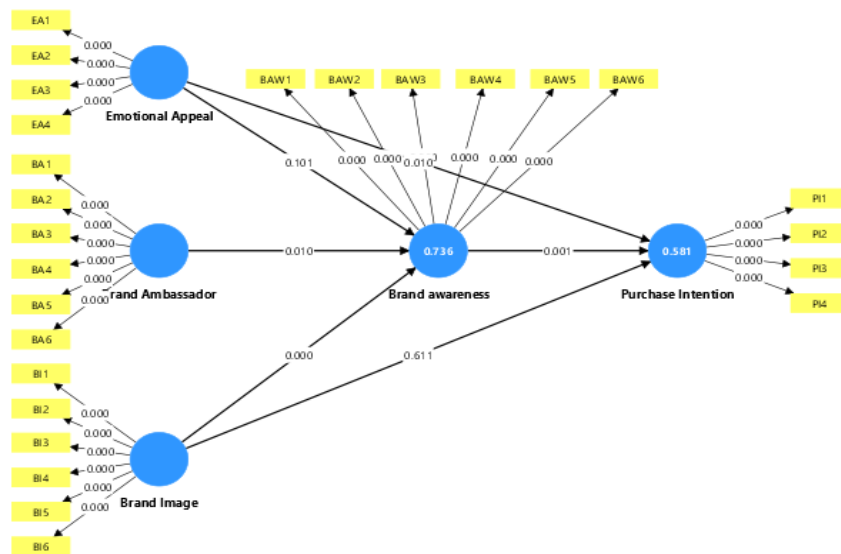 EA1
EA2
EA3
EA4
0.000
0.000
0.000
0.000
Emotional Appeal
BA1
BA2
BA3
BA4
BA5
BA6
0.000
0.000
0.000
0.000
0.000
0.000
rand Ambassador
BI1
BI2
BI3
BI4
BI5
BI6
0.000
0.000
0.000
0.000
0.000
0.000
Brand Image
BAW1 BAW2 BAW3 BAW4 BAW5 BAW6
0.000 0.000 0.010 0.000 0.000 0.000
0.101
0.010
0.000
0.611
0.736
Brand awareness
0.001
0.581
Purchase Intention
0.000
0.000
0.000
0.000
PI1
PI2
PI3
PI4